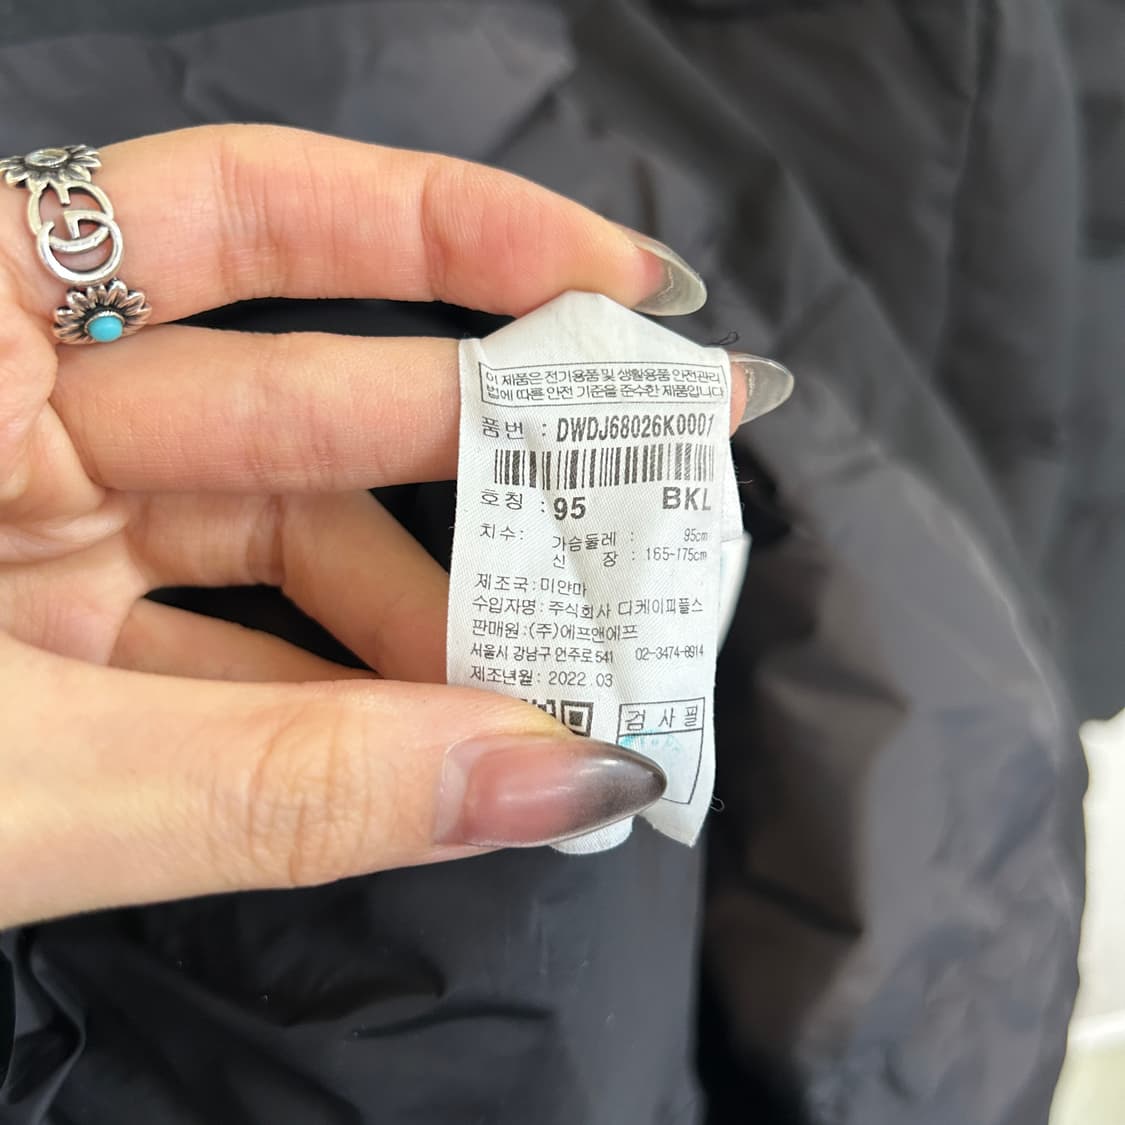 이 제품은 전기용품 및 생활용품 안전관리
법에 따른 안전 기준을 준수한 제품입니다
품번 : DWDJ68026K0001
호칭 : 95 BKL
치수: 가슴둘레 : 95cm
신 장 : 165~175cm
제조국:미얀마
수입자명:주식회사 디케이피플스
판매원:(주)에프앤에프
서울시 강남구 언주로541 02-3474-6914
제조년월: 2022 03
검 사 필